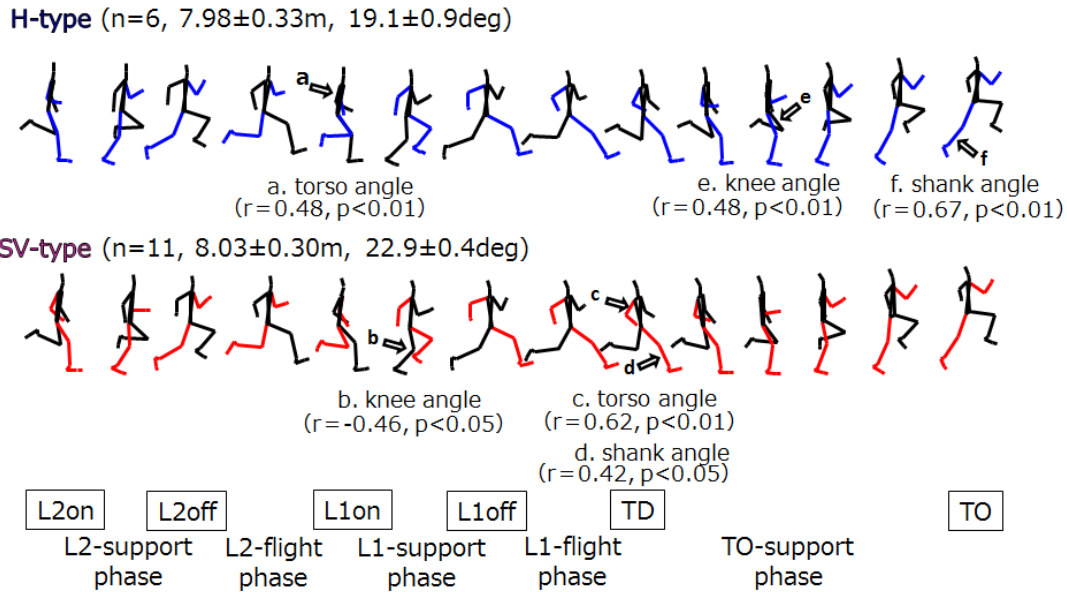 H-type (n=6, 7.98±0.33m, 19.1±0.9deg)
a
e
f
a. torso angle
(r=0.48, p<0.01)
e. knee angle
(r=0.48, p<0.01)
f. shank angle
(r=0.67, p<0.01)
SV-type (n=11, 8.03±0.30m, 22.9±0.4deg)
b
c
d
b. knee angle
(r=-0.46, p<0.05)
c. torso angle
(r=0.62, p<0.01)
d. shank angle
(r=0.42, p<0.05)
L2on
L2off
L1on
L1off
TD
TO
L2-support
phase
L2-flight
phase
L1-support
phase
L1-flight
phase
TO-support
phase